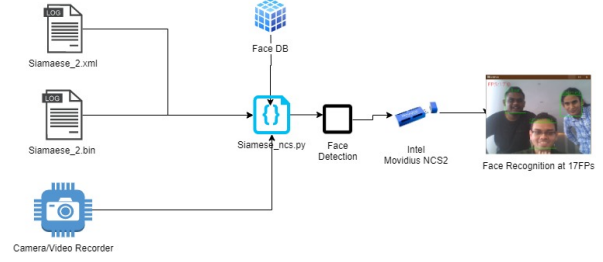 LOG
Siamaese_2.xml
Face DB
LOG
Siamaese_2.bin
{}
Siamese_ncs.py
Face
Detection
Intel
Movidius NCS2
Face Recognition at 17FPs
Camera/Video Recorder